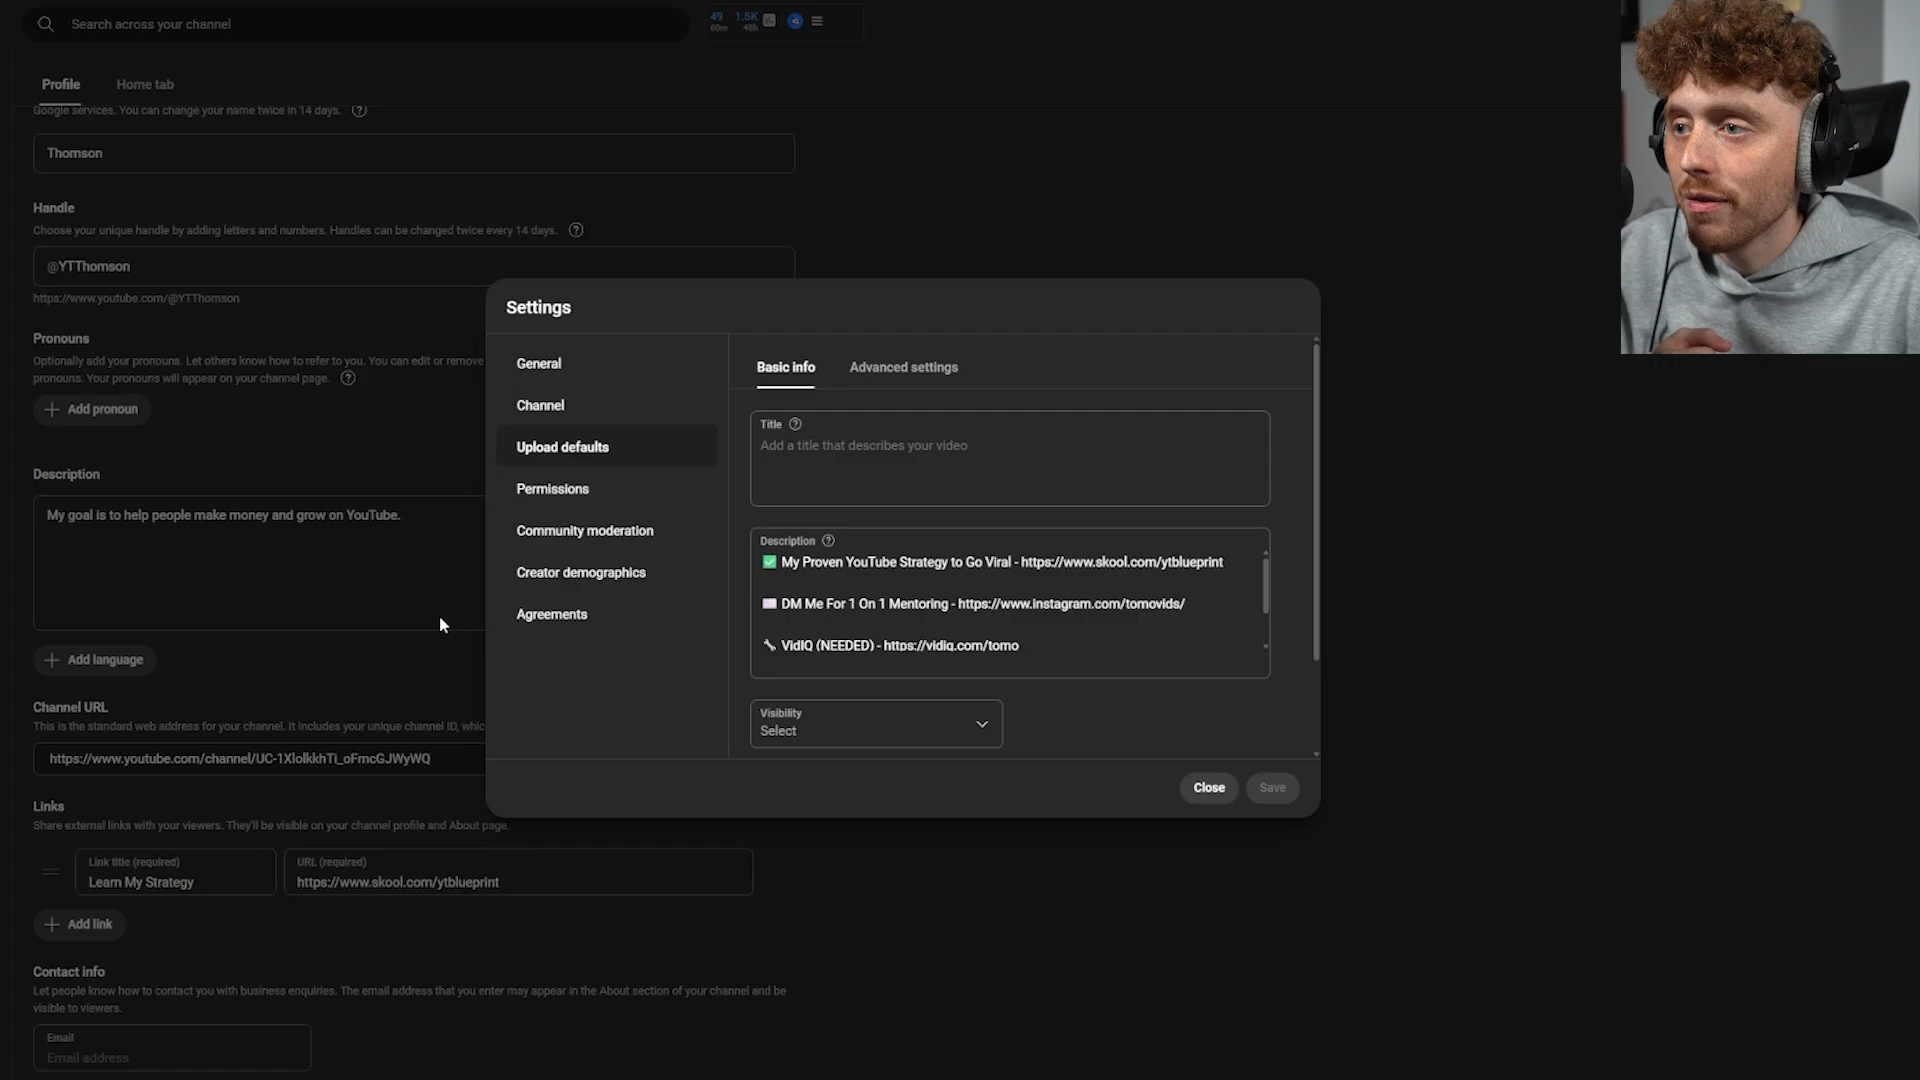 Search across your channel
49 1.5K
60m 48h
Profile Home tab
Google services. You can change your name twice in 14 days.
Thomson
Handle
Choose your unique handle by adding letters and numbers. Handles can be changed twice every 14 days.
@YTThomson
https://www.youtube.com/@YTThomson
Pronouns
Optionally add your pronouns. Let others know how to refer to you. You can edit or remove
pronouns. Your pronouns will appear on your channel page.
Add pronoun
Description
My goal is to help people make money and grow on YouTube.
Add language
Channel URL
This is the standard web address for your channel. It includes your unique channel ID, whic
https://www.youtube.com/channel/UC-1XlolkkhTi_oFmcGJWyWQ
Links
Share external links with your viewers. They'll be visible on your channel profile and About page.
Link title (required)
Learn My Strategy
URL (required)
https://www.skool.com/ytblueprint
Add link
Contact info
Let people know how to contact you with business enquiries. The email address that you enter may appear in the About section of your channel and be
visible to viewers.
Email
Email address
Settings
General
Channel
Upload defaults
Permissions
Community moderation
Creator demographics
Agreements
Basic info Advanced settings
Title
Add a title that describes your video
Description
✅ My Proven YouTube Strategy to Go Viral - https://www.skool.com/ytblueprint
DM Me For 1 On 1 Mentoring - https://www.instagram.com/tomovids/
🔧 VidIQ (NEEDED) - https://vidiq.com/tomo
Visibility
Select
Close Save